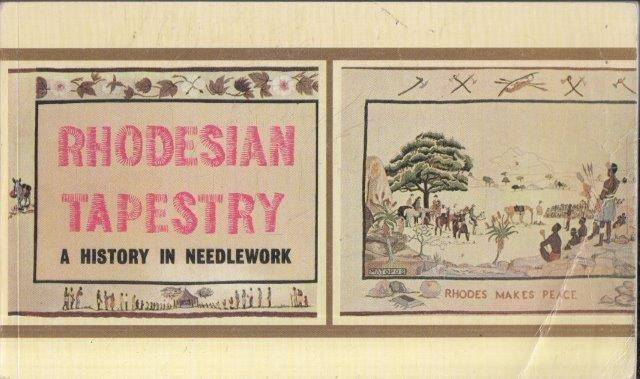 RHODESIAN
TAPESTRY
A HISTORY IN NEEDLEWORK
MATOPOS
RHODES MAKES PEACE